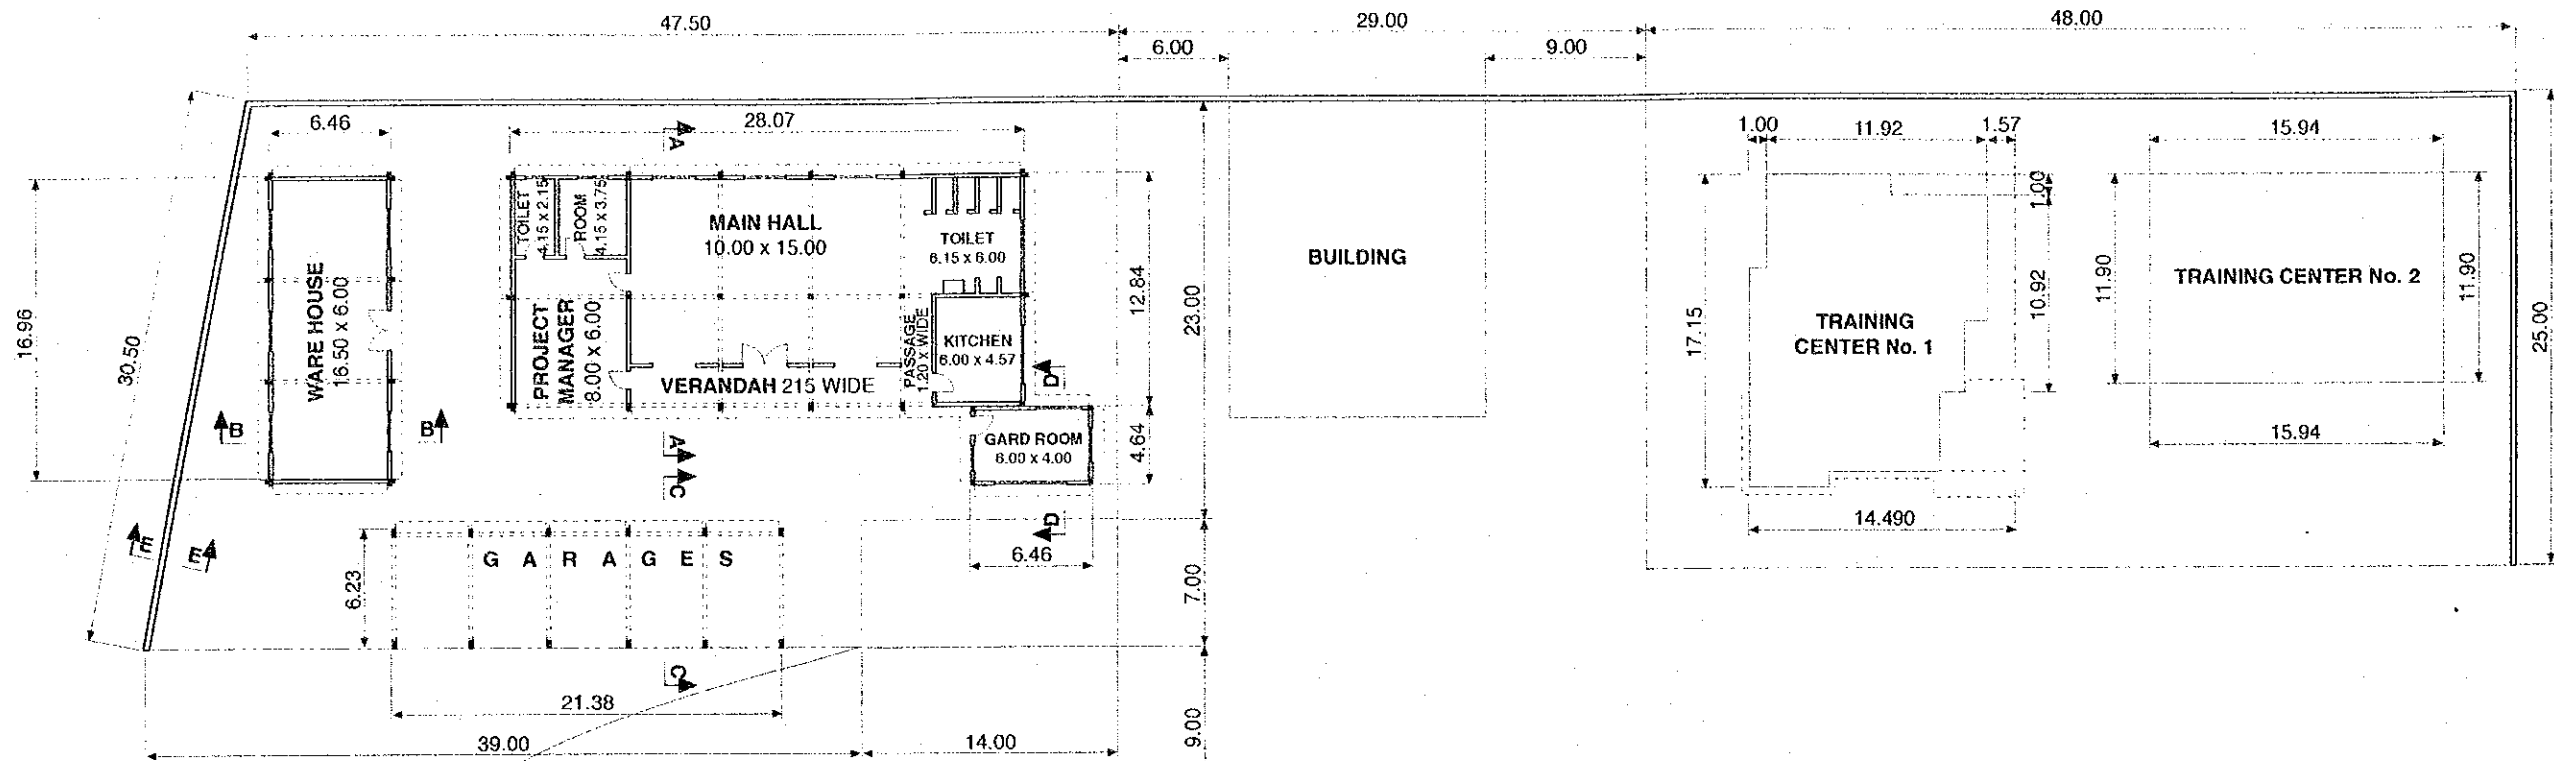 47.50
29.00
48.00
6.00
9.00
6.46
28.07
A
1.00
11.92
1.57
15.94
TOILET
4.15 x 2.15
ROOM
4.15 x 3.75
MAIN HALL
10.00 x 15.00
TOILET
6.15 x 6.00
1.00
BUILDING
TRAINING CENTER No. 2
11.90
11.90
10.92
12.84
23.00
25.00
16.96
30.50
WARE HOUSE
16.50 x 6.00
PROJECT
MANAGER
8.00 x 6.00
PASSAGE
1.20 x WIDE
KITCHEN
6.00 x 4.57
17.15
TRAINING
CENTER No. 1
VERANDAH 215 WIDE
D
B
B
A
GARD ROOM
6.00 x 4.00
4.64
15.94
C
14.490
D
E
E
GARAGES
6.46
6.23
7.00
C
21.38
39.00
14.00
9.00